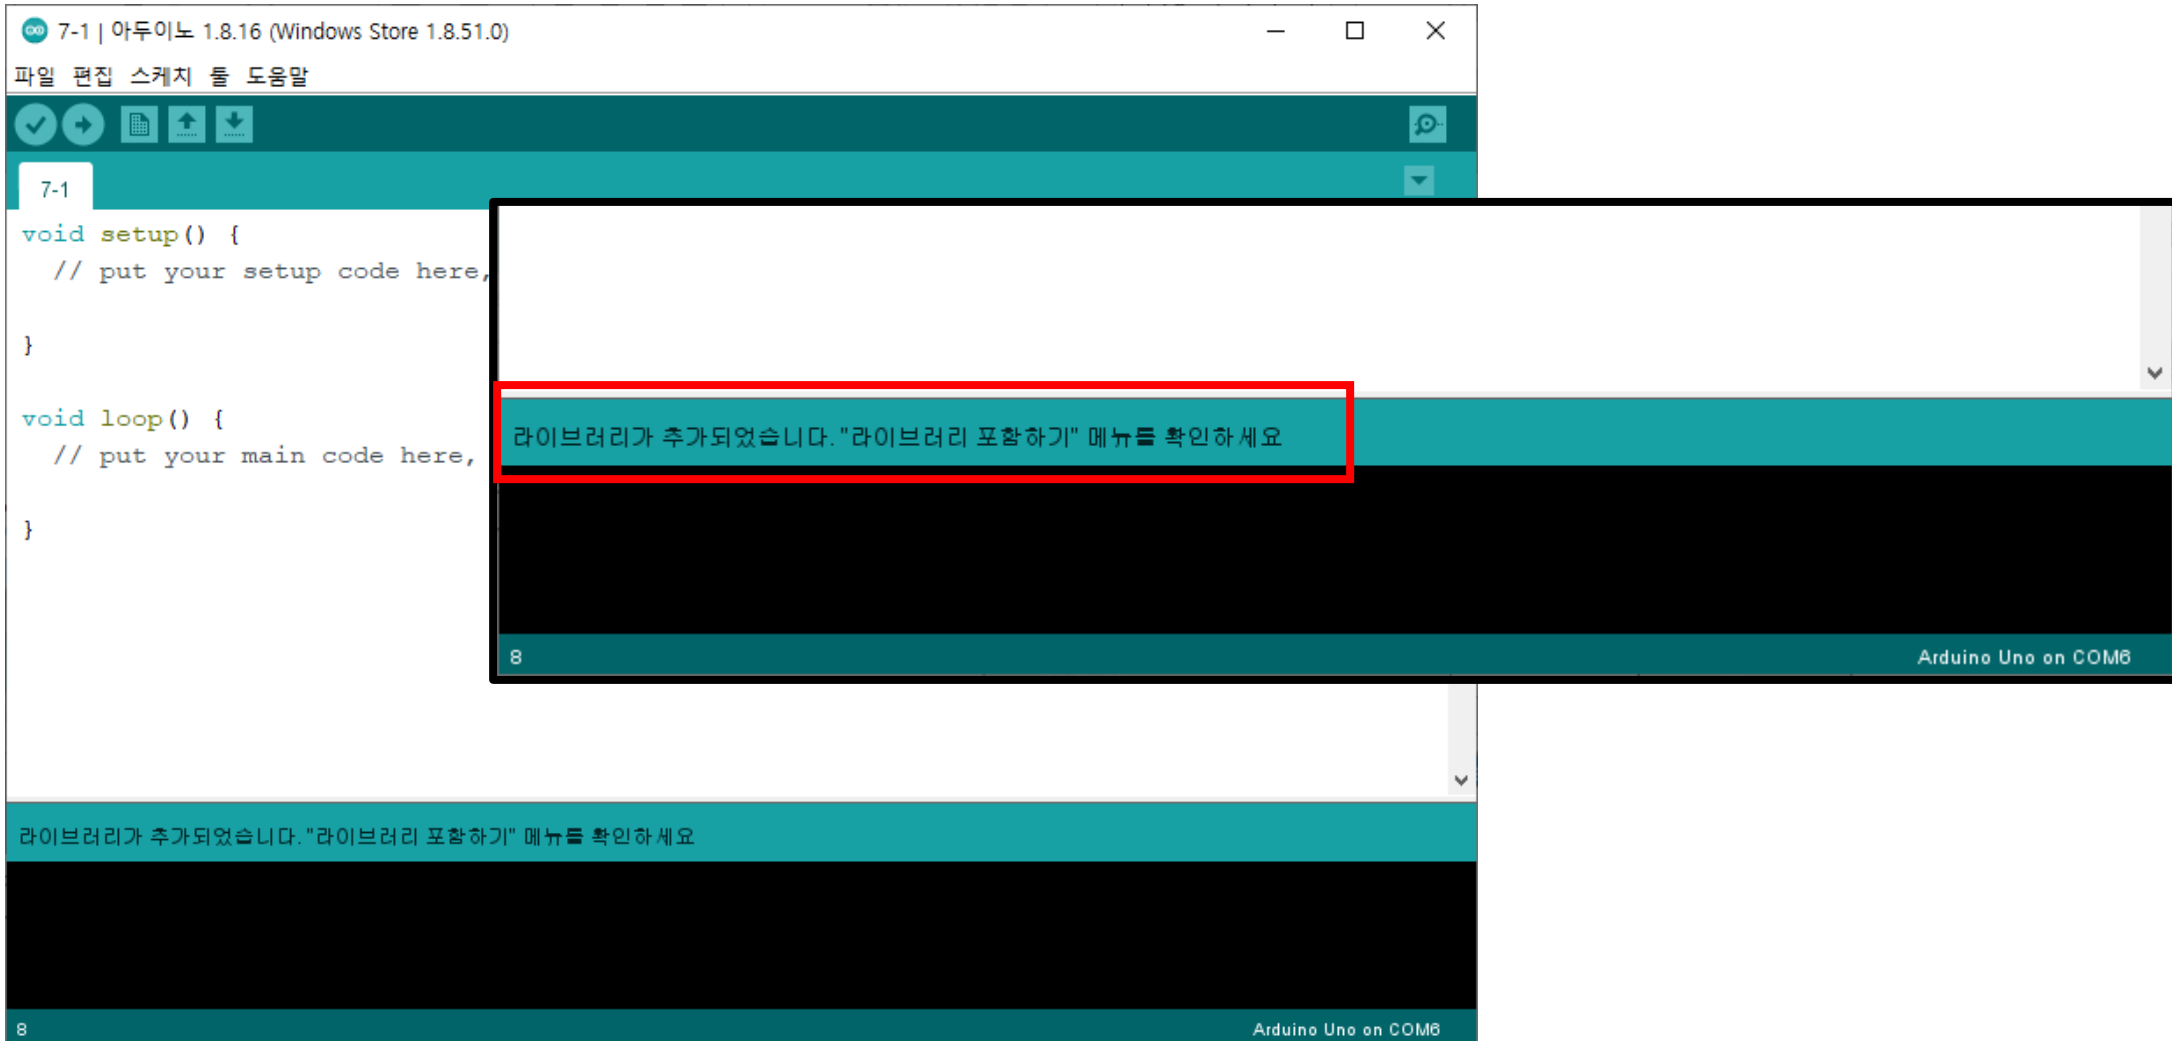 7-1 | 아두이노 1.8.16 (Windows Store 1.8.51.0)
파일 편집 스케치 툴 도움말
7-1
void setup() {
// put your setup code here,
}
void loop() {
// put your main code here,
}
라이브러리가 추가되었습니다. "라이브러리 포함하기" 메뉴를 확인하세요
8
Arduino Uno on COM6
라이브러리가 추가되었습니다. "라이브러리 포함하기" 메뉴를 확인하세요
8
Arduino Uno on COM6